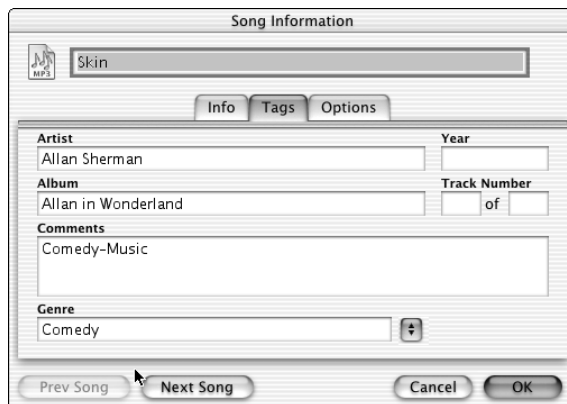 Song Information
MP3
Skin
Info Tags Options
Artist Year
Allan Sherman
Album Track Number
Allan in Wonderland of
Comments
Comedy-Music
Genre
Comedy
Prev Song Next Song Cancel OK